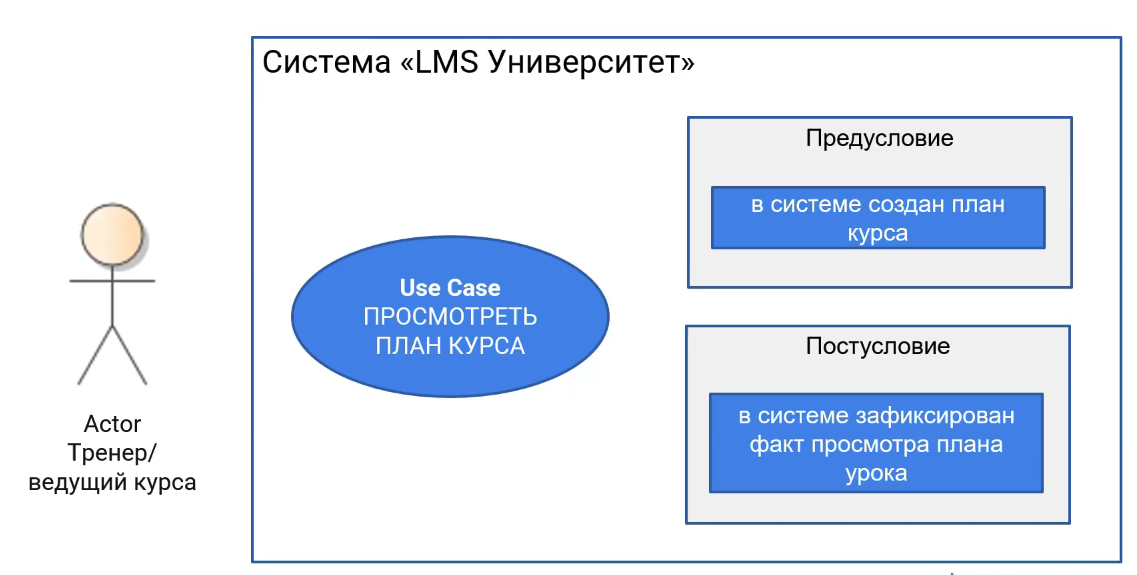 Система «LMS Университет»
Предусловие
в системе создан план
курса
Use Case
ПРОСМОТРЕТЬ
ПЛАН КУРСА
Постусловие
в системе зафиксирован
факт просмотра плана
урока
Actor
Тренер/
ведущий курса